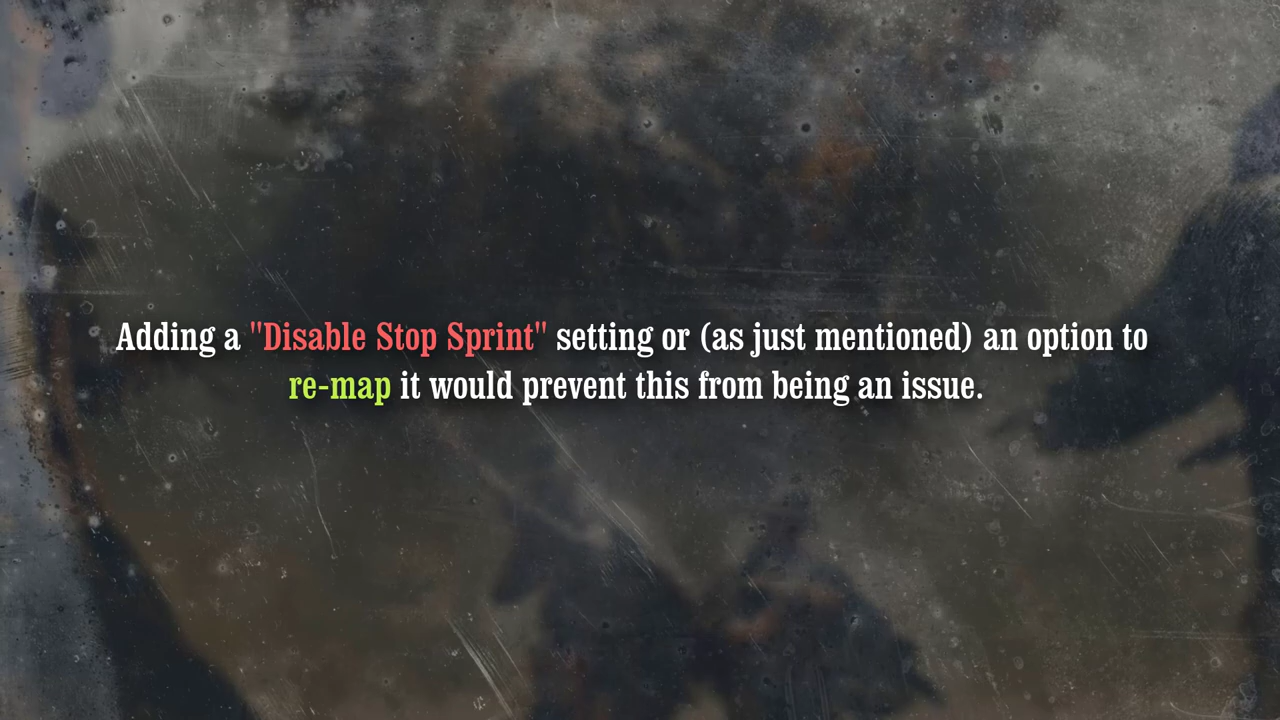 Adding a "Disable Stop Sprint" setting or (as just mentioned) an option to
re-map it would prevent this from being an issue.